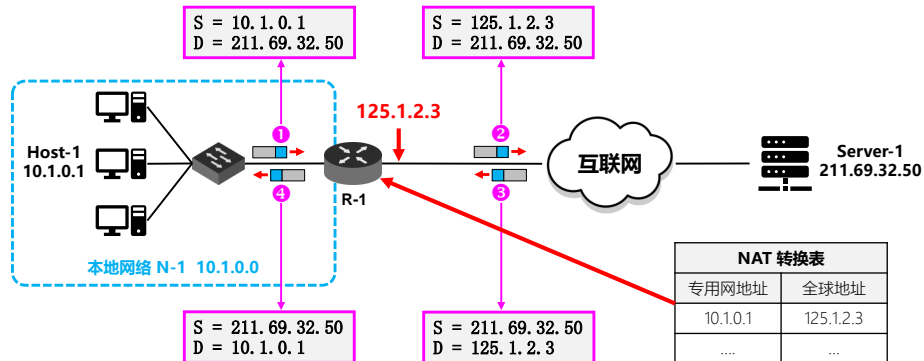 S = 10.1.0.1
D = 211.69.32.50
S = 125.1.2.3
D = 211.69.32.50
125.1.2.3
1
2
Host-1
10.1.0.1
互联网
Server-1
211.69.32.50
4
R-1
3
本地网络 N-1 10.1.0.0
NAT 转换表
专用网地址 全球地址
10.1.0.1 125.1.2.3
.... ...
S = 211.69.32.50
D = 10.1.0.1
S = 211.69.32.50
D = 125.1.2.3